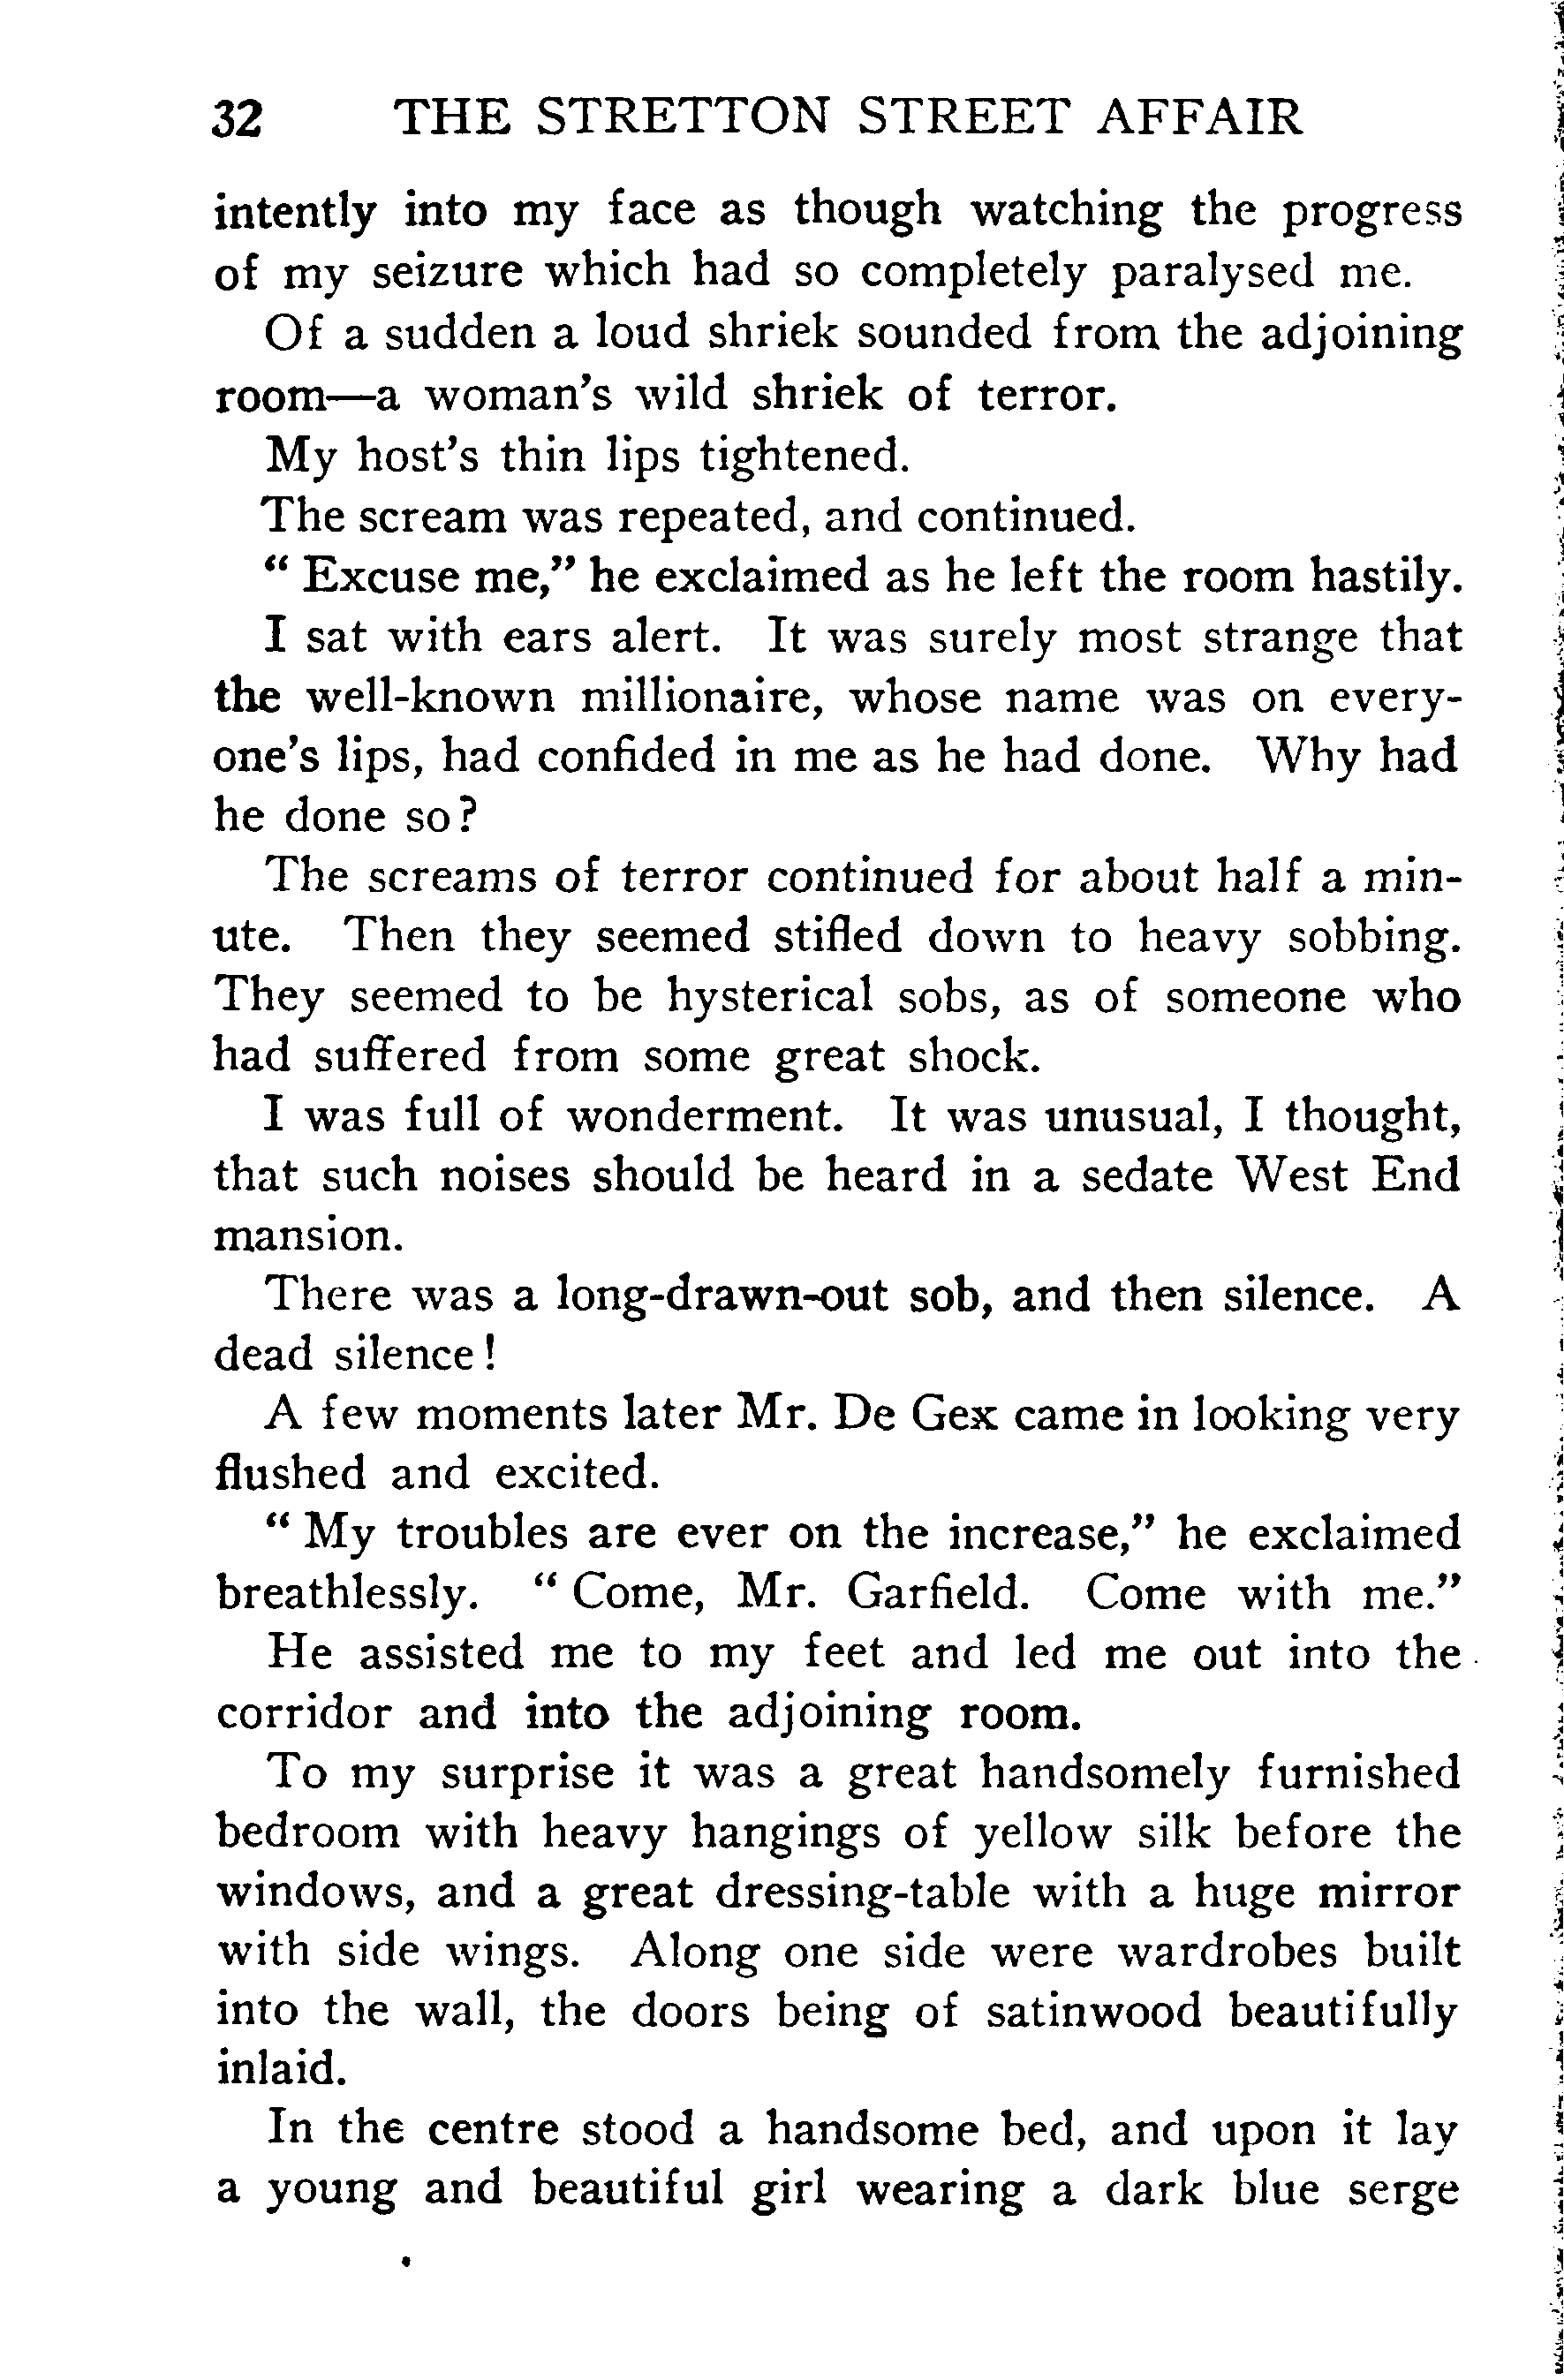 32 THE STRETTON STREET AFFAIR
intently into my face as though watching the progress
of my seizure which had so completely paralysed me.
Of a sudden a loud shriek sounded from the adjoining
room—a woman's wild shriek of terror.
My host's thin lips tightened.
The scream was repeated, and continued.
“ Excuse me,” he exclaimed as he left the room hastily.
I sat with ears alert. It was surely most strange that
the well-known millionaire, whose name was on every-
one's lips, had confided in me as he had done. Why had
he done so?
The screams of terror continued for about half a min-
ute. Then they seemed stifled down to heavy sobbing.
They seemed to be hysterical sobs, as of someone who
had suffered from some great shock.
I was full of wonderment. It was unusual, I thought,
that such noises should be heard in a sedate West End
mansion.
There was a long-drawn-out sob, and then silence. A
dead silence!
A few moments later Mr. De Gex came in looking very
flushed and excited.
“ My troubles are ever on the increase,” he exclaimed
breathlessly. “ Come, Mr. Garfield. Come with me.”
He assisted me to my feet and led me out into the
corridor and into the adjoining room.
To my surprise it was a great handsomely furnished
bedroom with heavy hangings of yellow silk before the
windows, and a great dressing-table with a huge mirror
with side wings. Along one side were wardrobes built
into the wall, the doors being of satinwood beautifully
inlaid.
In the centre stood a handsome bed, and upon it lay
a young and beautiful girl wearing a dark blue serge